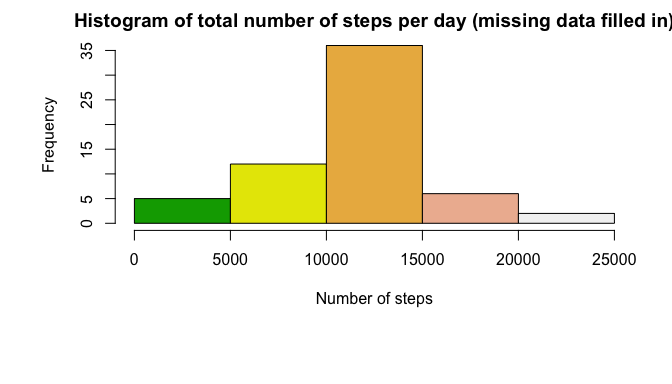 Histogram of total number of steps per day (missing data filled in)
Frequency
35
25
15
5
0
0 5000 10000 15000 20000 25000
Number of steps